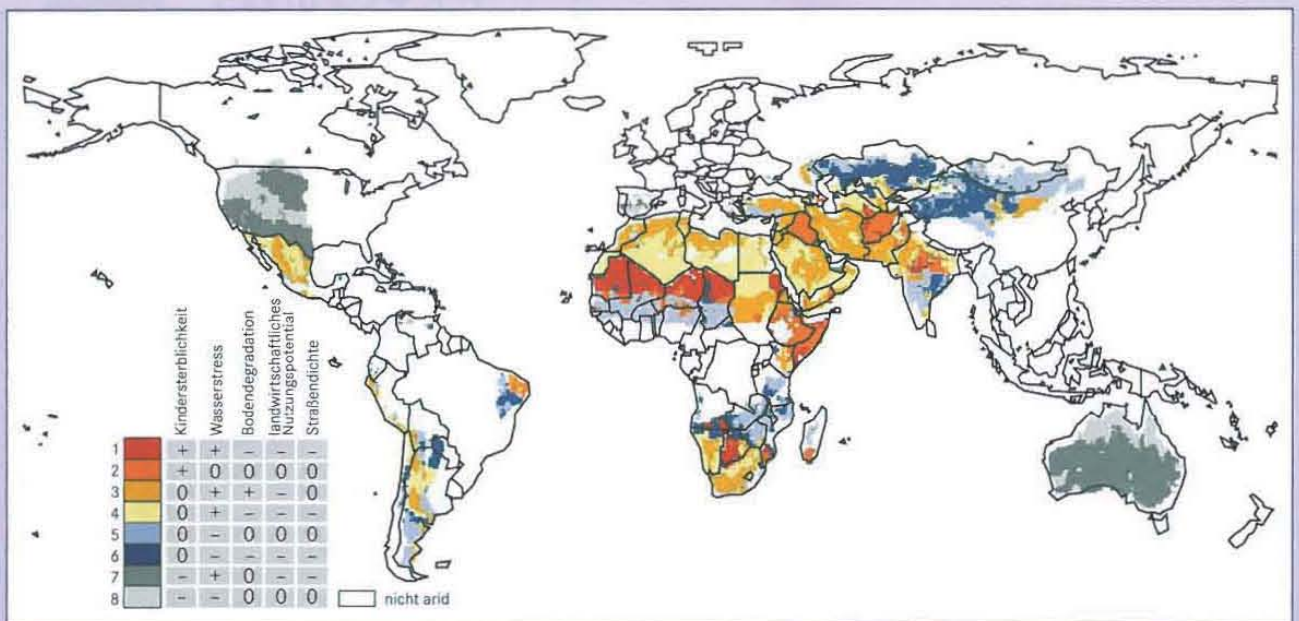 Kindersterblichkeit
Wasserstress
Bodendegradation
landwirtschaftliches
Nutzungspotential
Straßendichte
1 + + – – –
2 + 0 0 0 0
3 0 + + – 0
4 0 + – – –
5 0 – 0 0 0
6 0 – – – –
7 – + 0 – –
8 – – 0 0 0
nicht arid